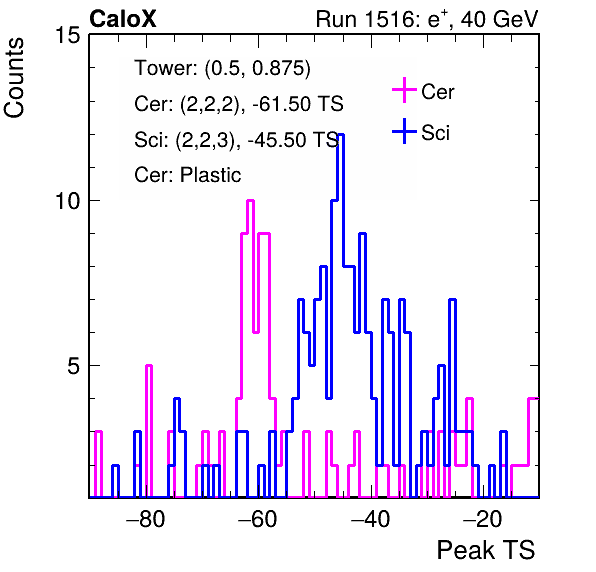 CaloX Run 1516: e⁺, 40 GeV
Counts
15
Tower: (0.5, 0.875)
Cer: (2,2,2), -61.50 TS
Sci: (2,2,3), -45.50 TS
Cer: Plastic
Cer
Sci
10
5
−80 −60 −40 −20
Peak TS